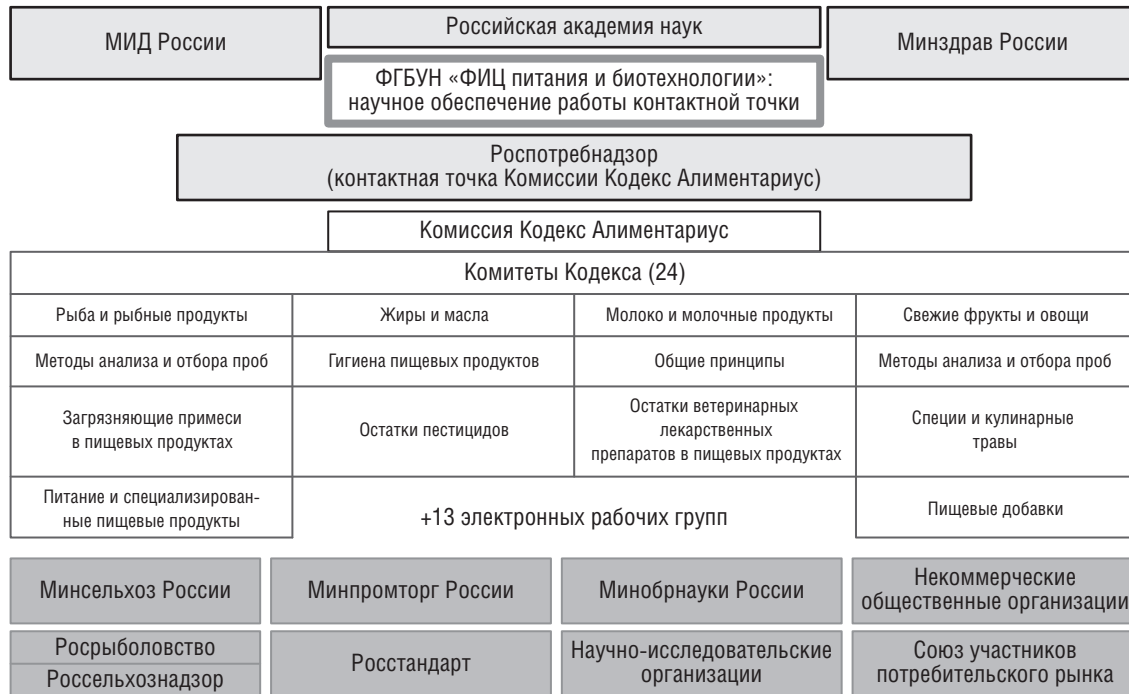 МИД России
Российская академия наук
Минздрав России
ФГБУН «ФИЦ питания и биотехнологии»:
научное обеспечение работы контактной точки
Роспотребнадзор
(контактная точка Комиссии Кодекс Алиментариус)
Комиссия Кодекс Алиментариус
Комитеты Кодекса (24)
Рыба и рыбные продукты
Жиры и масла
Молоко и молочные продукты
Свежие фрукты и овощи
Методы анализа и отбора проб
Гигиена пищевых продуктов
Общие принципы
Методы анализа и отбора проб
Загрязняющие примеси
в пищевых продуктах
Остатки пестицидов
Остатки ветеринарных
лекарственных
препаратов в пищевых продуктах
Специи и кулинарные
травы
Питание и специализирован-
ные пищевые продукты
+13 электронных рабочих групп
Пищевые добавки
Минсельхоз России
Минпромторг России
Минобрнауки России
Некоммерческие
общественные организации
Росрыболовство
Россельхознадзор
Росстандарт
Научно-исследовательские
организации
Союз участников
потребительского рынка